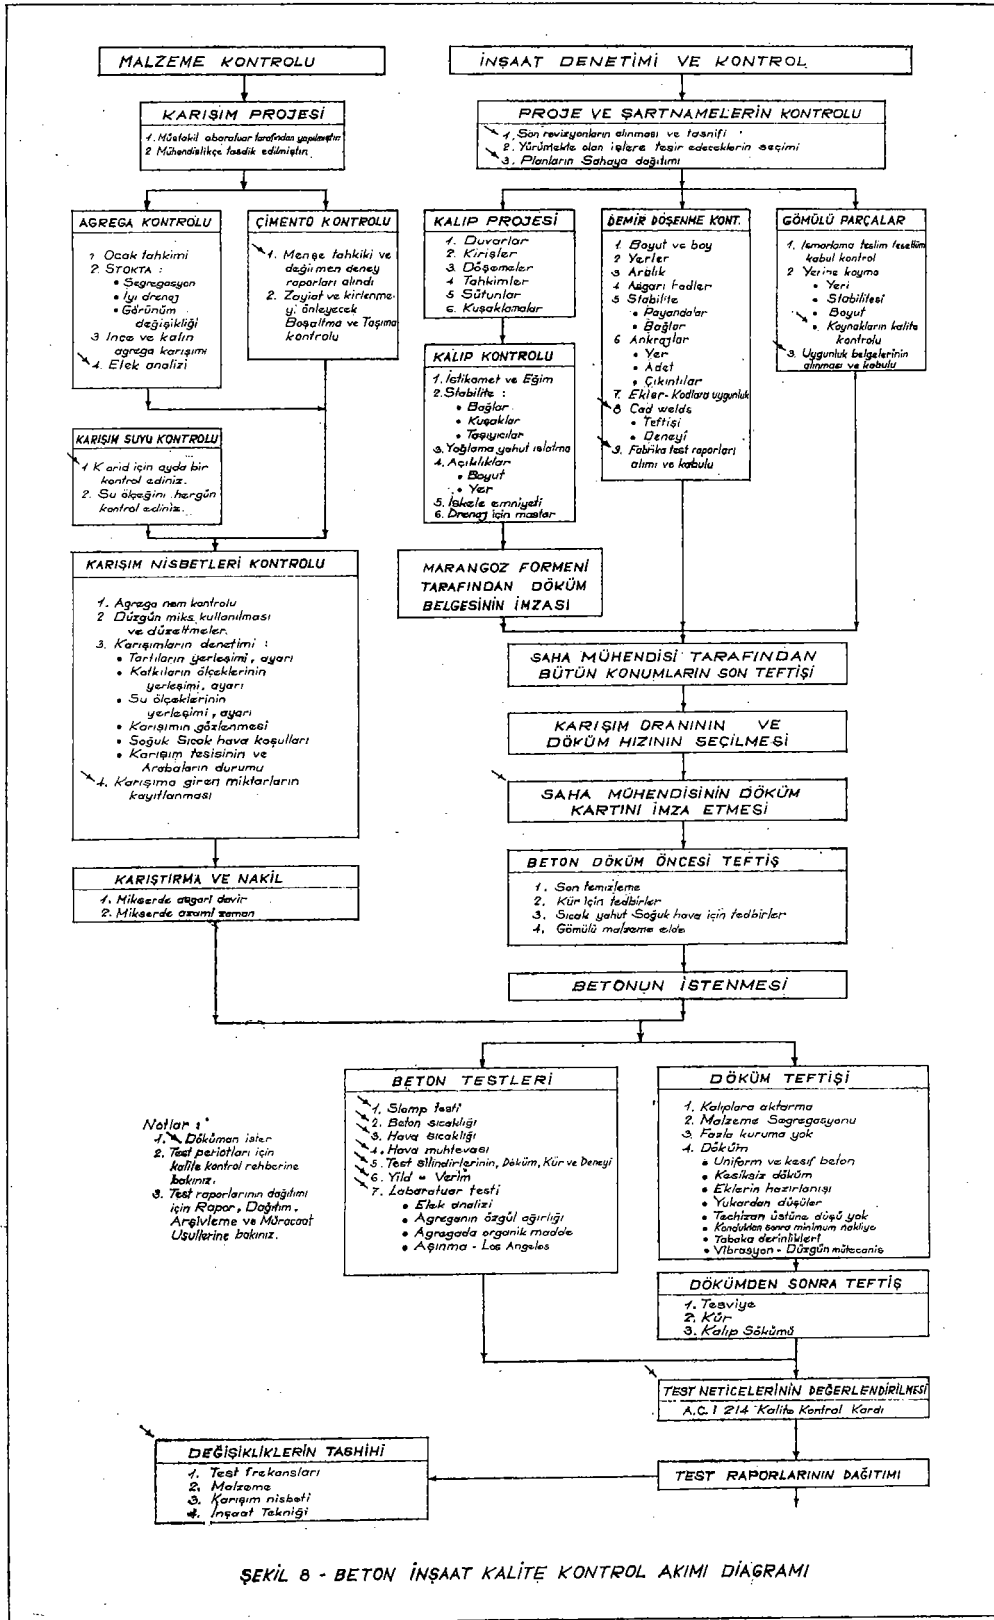 MALZEME KONTROLU
KARIŞIM PROJESİ
1. Müstakil laboratuar tarafından yapılmıştır
2 Mühendislikçe tasdik edilmiştir
AGREGA KONTROLU
1 Ocak tahkimi
2. STOKTA :
• Segregasyon
• İyi drenaj
• Görünüm
değişikliği
3 İnce ve kalın
agrega karışımı
4. Elek analizi
ÇİMENTO KONTROLU
1. Menşe tahkiki ve
değirmen deney
raporları alındı
2. Zayiat ve kirlenme-
yi önleyecek
Boşaltma ve Taşıma
kontrolu
KARIŞIM SUYU KONTROLU
1 Karid için ayda bir
kontrol ediniz.
2. Su ölçeğini hergün
kontrol ediniz.
KARIŞIM NİSBETLERİ KONTROLU
1. Agrega nem kontrolu
2 Düzgün miks kullanılması
ve düzeltmeler.
3. Karışımların denetimi :
• Tartıların yerleşimi, ayarı
• Katkıların ölçeklerinin
yerleşimi, ayarı
• Su ölçeklerinin
yerleşimi, ayarı
• Karışımın gözlenmesi
• Soğuk Sıcak hava koşulları
• Karışım tesisinin ve
Arabaların durumu
4. Karışıma giren miktarların
kayıtlanması
KARIŞTIRMA VE NAKİL
1. Mikserde asgari devir
2. Mikserde azami zaman
İNŞAAT DENETİMİ VE KONTROL
PROJE VE ŞARTNAMELERİN KONTROLU
1. Son revizyonların alınması ve tasnifi
2. Yürümekte olan işlere tesir edeceklerin seçimi
3. Planların Sahaya dağıtımı
KALIP PROJESİ
1. Duvarlar
2. Kirişler
3. Döşemeler
4. Tahkimler
5 Sütunlar
6. Kuşaklamalar
KALIP KONTROLU
1. İstikamet ve Eğim
2. Stabilite :
• Bağlar
• Kuşaklar
• Taşıyıcılar
3. Yağlama yahut ıslatma
4. Açıklıklar
• Boyut
• Yer
5. İskele emniyeti
6. Drenaj için mastar
MARANGOZ FORMENİ
TARAFINDAN DÖKÜM
BELGESİNİN İMZASI
DEMİR DÖŞENME KONT.
1 Boyut ve boy
2 Yerler
3 Aralık
4 Asgari Padler
5 Stabilite
• Payandalar
• Bağlar
6 Ankrajlar
• Yer
• Adet
• Çıkıntılar
7. Ekler - Kodlara uygunluk
8 Cad welds
• Teftişi
• Deneyi
9. Fabrika test raporları
alımı ve kabulu
GÖMÜLÜ PARÇALAR
1. Ismarlama teslim tesellüm
kabul kontrol
2 Yerine koyma
• Yeri
• Stabilitesi
• Boyut
• Kaynakların kalite
kontrolu
3. Uygunluk belgelerinin
alınması ve kabulu
SAHA MÜHENDİSİ TARAFINDAN
BÜTÜN KONUMLARIN SON TEFTİŞİ
KARIŞIM ORANININ VE
DÖKÜM HIZININ SEÇİLMESİ
SAHA MÜHENDİSİNİN DÖKÜM
KARTINI İMZA ETMESİ
BETON DÖKÜM ÖNCESİ TEFTİŞ
1. Son temizleme
2. Kür için tedbirler
3. Sıcak yahut Soğuk hava için tedbirler
4. Gömülü malzeme elde
BETONUN İSTENMESİ
BETON TESTLERİ
1. Slamp testi
2. Beton sıcaklığı
3. Hava sıcaklığı
4. Hava muhtevası
5. Test silindirlerinin, Döküm, Kür ve Deneyi
6. Yild = Verim
7. Labaratuar testi
• Elek analizi
• Agreganın özgül ağırlığı
• Agregada organik madde
• Aşınma - Los Angelos
DÖKÜM TEFTİŞİ
1. Kalıplara aktarma
2. Malzeme Segregasyonu
3. Fazla kuruma yok
4. Döküm
• Uniform ve kesif beton
• Kesiksiz döküm
• Eklerin hazırlanışı
• Yukardan düşüler
• Techizan üstüne düşü yok
• Konduktan sonra minimum nakliye
• Tabaka derinlikleri
• Vibrasyon - Düzgün mütecanis
Notlar :
1. Döküman ister
2. Test periotları için
kalite kontrol rehberine
bakınız.
3. Test raporlarının dağıtımı
için Rapor, Dağıtım,
Arşivleme ve Müracaat
Usullerine bakınız.
DÖKÜMDEN SONRA TEFTİŞ
1. Tesviye
2. Kür
3. Kalıp Sökümü
TEST NETİCELERİNİN DEĞERLENDİRİLMESİ
A.C.I 214 Kalite Kontrol Kardı
TEST RAPORLARININ DAĞITIMI
DEĞİŞİKLİKLERİN TASHİHİ
1. Test frekansları
2. Malzeme
3. Karışım nisbeti
4. İnşaat Tekniği
ŞEKİL 8 - BETON İNŞAAT KALİTE KONTROL AKIMI DİAGRAMI